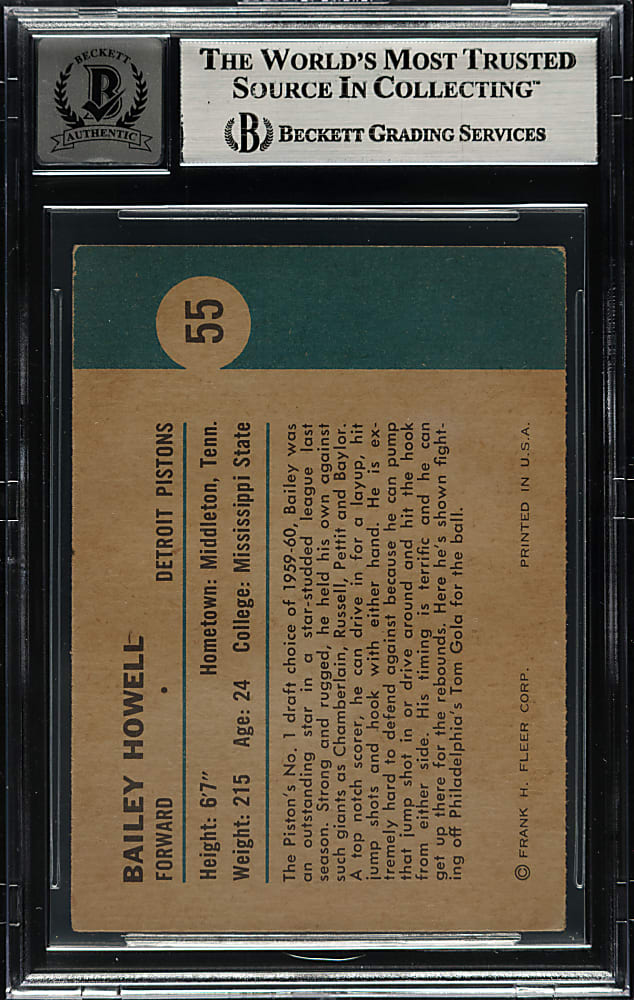 BECKETT
B
AUTHENTIC
THE WORLD'S MOST TRUSTED
SOURCE IN COLLECTING™
B BECKETT GRADING SERVICES
55
BAILEY HOWELL
FORWARD DETROIT PISTONS
Height: 6'7" Hometown: Middleton, Tenn.
Weight: 215 Age: 24 College: Mississippi State
The Piston's No. 1 draft choice of 1959-60, Bailey was
an outstanding star in a star-studded league last
season. Strong and rugged, he held his own against
such giants as Chamberlain, Russell, Pettit and Baylor.
A top notch scorer, he can drive in for a layup, hit
jump shots and hook with either hand. He is ex-
tremely hard to defend against because he can pump
that jump shot in or drive around and hit the hook
from either side. His timing is terrific and he can
get up there for the rebounds. Here he's shown fight-
ing off Philadelphia's Tom Gola for the ball.
© FRANK H. FLEER CORP. PRINTED IN U.S.A.